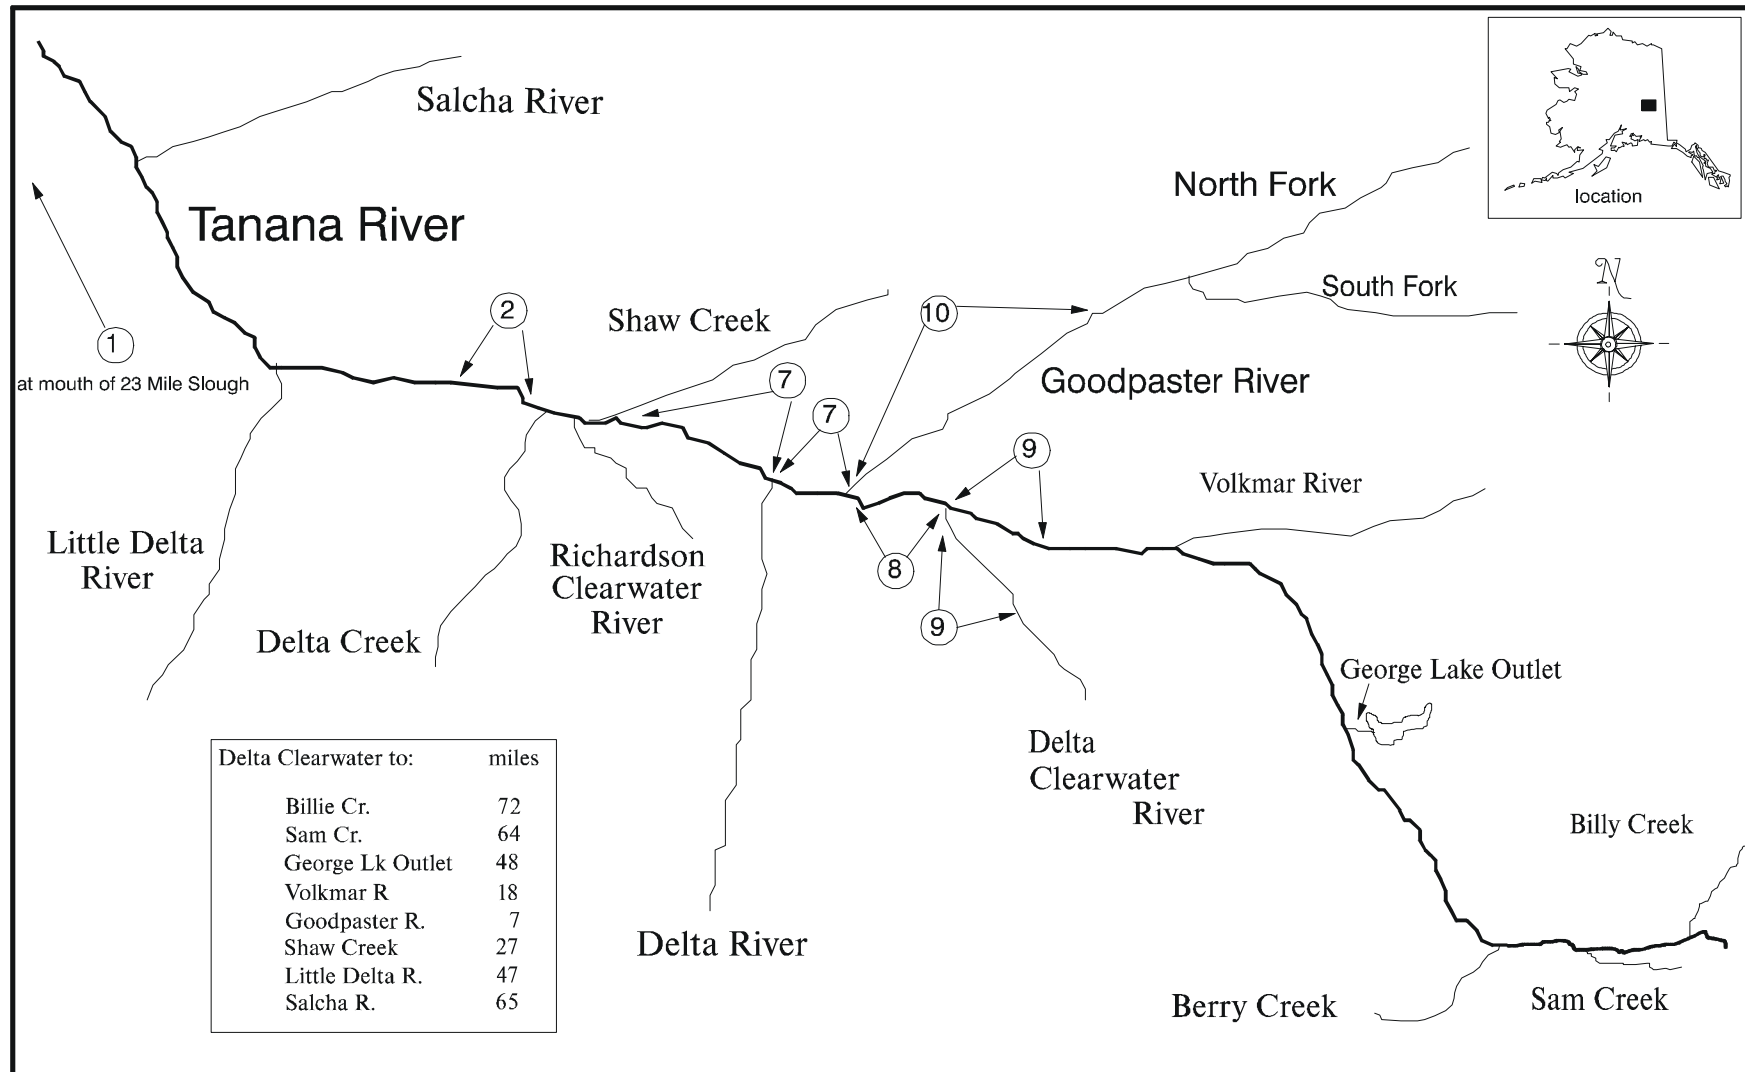 Salcha River
North Fork
location
Tanana River
N
South Fork
2
10
Shaw Creek
1
at mouth of 23 Mile Slough
7
Goodpaster River
7
9
Volkmar River
Little Delta
River
Richardson
Clearwater
River
8
9
Delta Creek
George Lake Outlet
Delta
Clearwater
River
Delta Clearwater to: miles
Billie Cr. 72
Sam Cr. 64
George Lk Outlet 48
Volkmar R 18
Goodpaster R. 7
Shaw Creek 27
Little Delta R. 47
Salcha R. 65
Billy Creek
Delta River
Berry Creek
Sam Creek